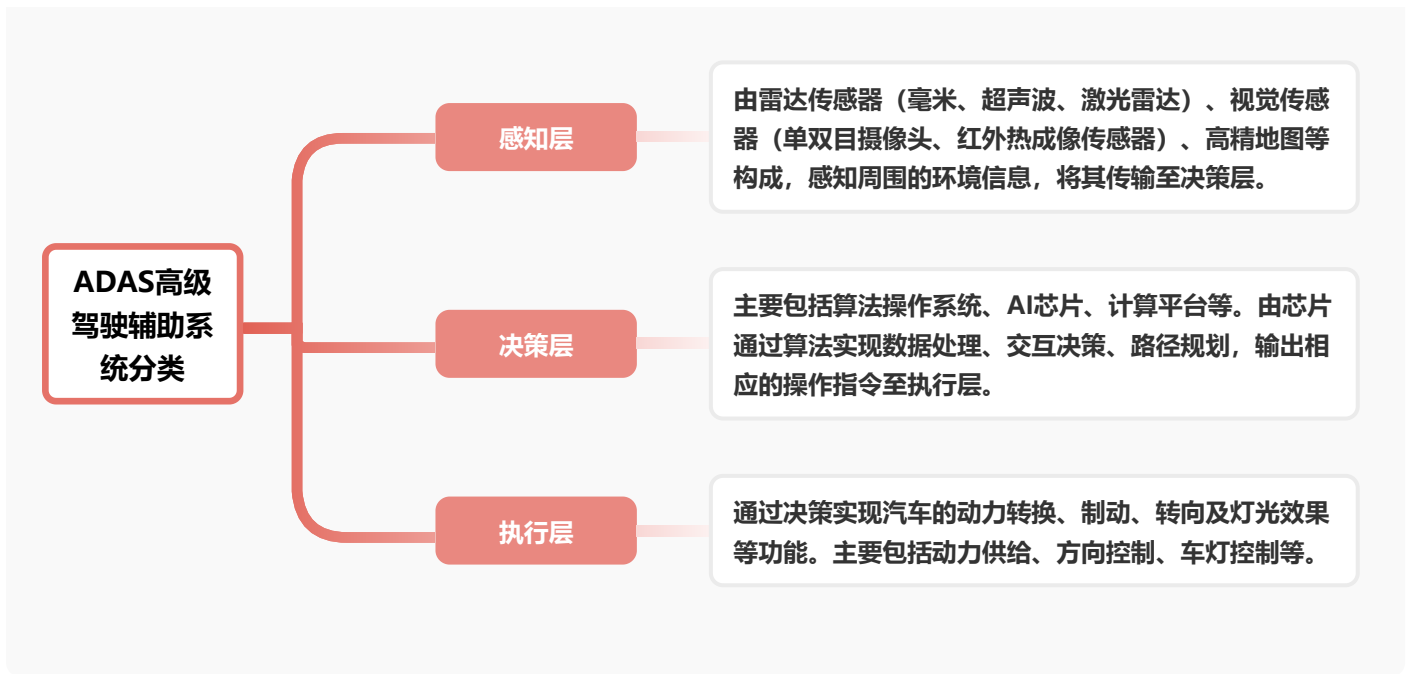 ADAS高级
驾驶辅助系
统分类
感知层
由雷达传感器（毫米、超声波、激光雷达）、视觉传感
器（单双目摄像头、红外热成像传感器）、高精地图等
构成，感知周围的环境信息，将其传输至决策层。
决策层
主要包括算法操作系统、AI芯片、计算平台等。由芯片
通过算法实现数据处理、交互决策、路径规划，输出相
应的操作指令至执行层。
执行层
通过决策实现汽车的动力转换、制动、转向及灯光效果
等功能。主要包括动力供给、方向控制、车灯控制等。